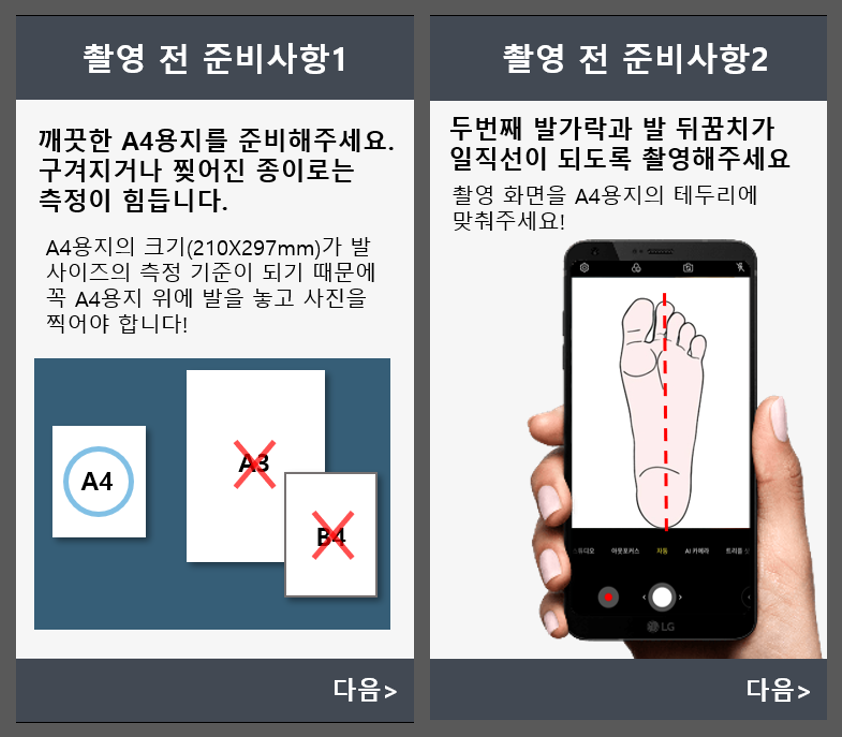 촬영 전 준비사항1
깨끗한 A4용지를 준비해주세요.
구겨지거나 찢어진 종이로는
측정이 힘듭니다.
A4용지의 크기(210X297mm)가 발
사이즈의 측정 기준이 되기 때문에
꼭 A4용지 위에 발을 놓고 사진을
찍어야 합니다!
A4
A3
B4
다음>
촬영 전 준비사항2
두번째 발가락과 발 뒤꿈치가
일직선이 되도록 촬영해주세요
촬영 화면을 A4용지의 테두리에
맞춰주세요!
스튜디오 아웃포커스 자동 AI 카메라 트리플
LG
다음>